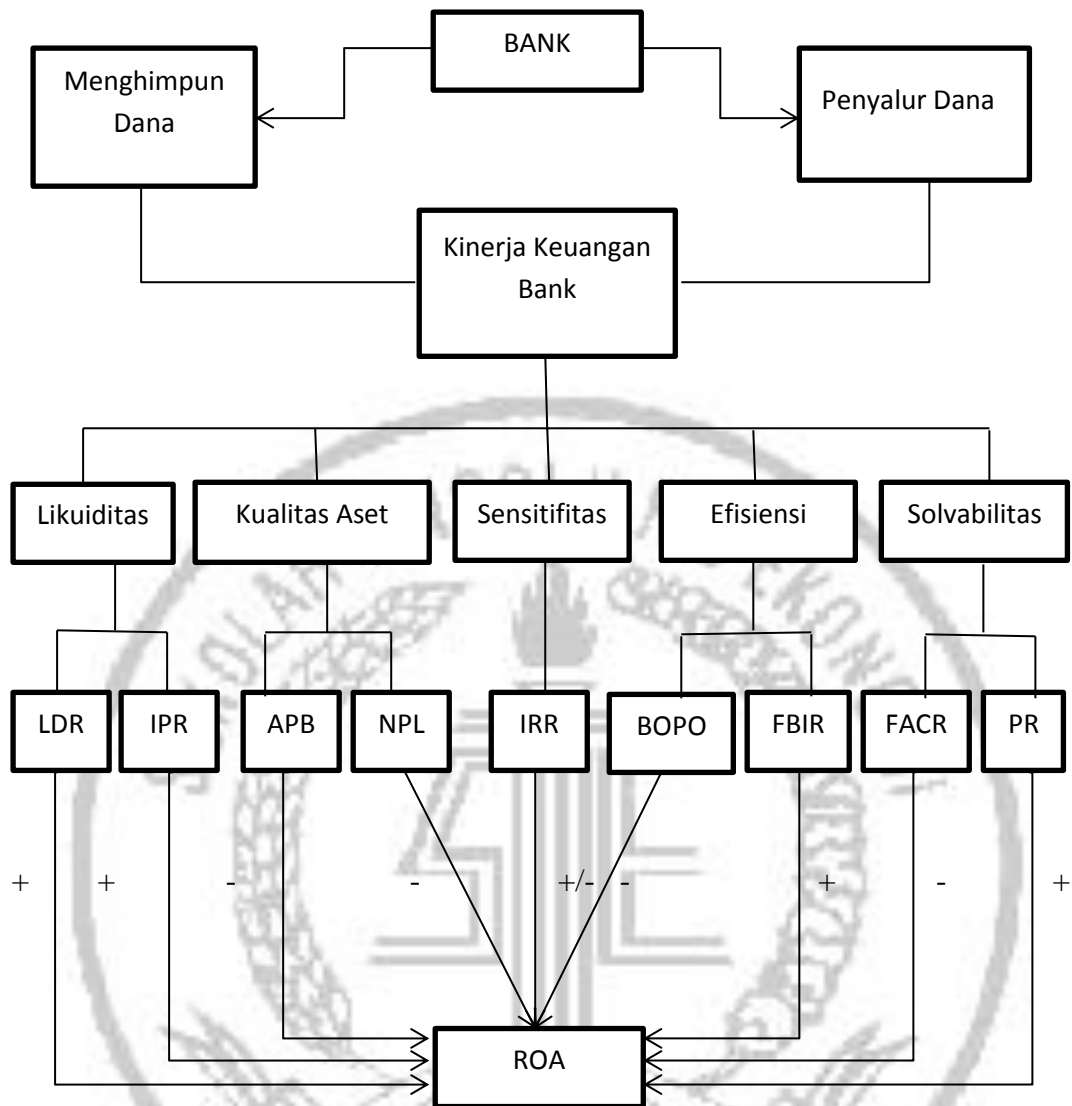 BANK
Menghimpun
Dana
Penyalur Dana
Kinerja Keuangan
Bank
Likuiditas
Kualitas Aset
Sensitifitas
Efisiensi
Solvabilitas
LDR
IPR
APB
NPL
IRR
BOPO
FBIR
FACR
PR
+ + - - +/- - + - +
ROA